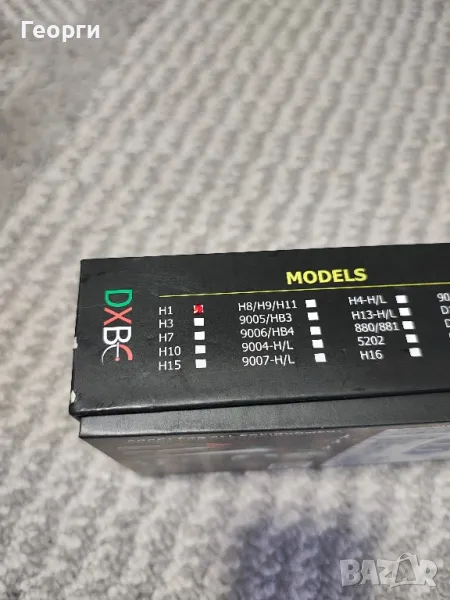 Георги
MODELS
DXBC
H1
H3
H7
H10
H15
H8/H9/H11
9005/HB3
9006/HB4
9004-H/L
9007-H/L
H4-H/L
H13-H/L
880/881
5202
H16
BAZAR